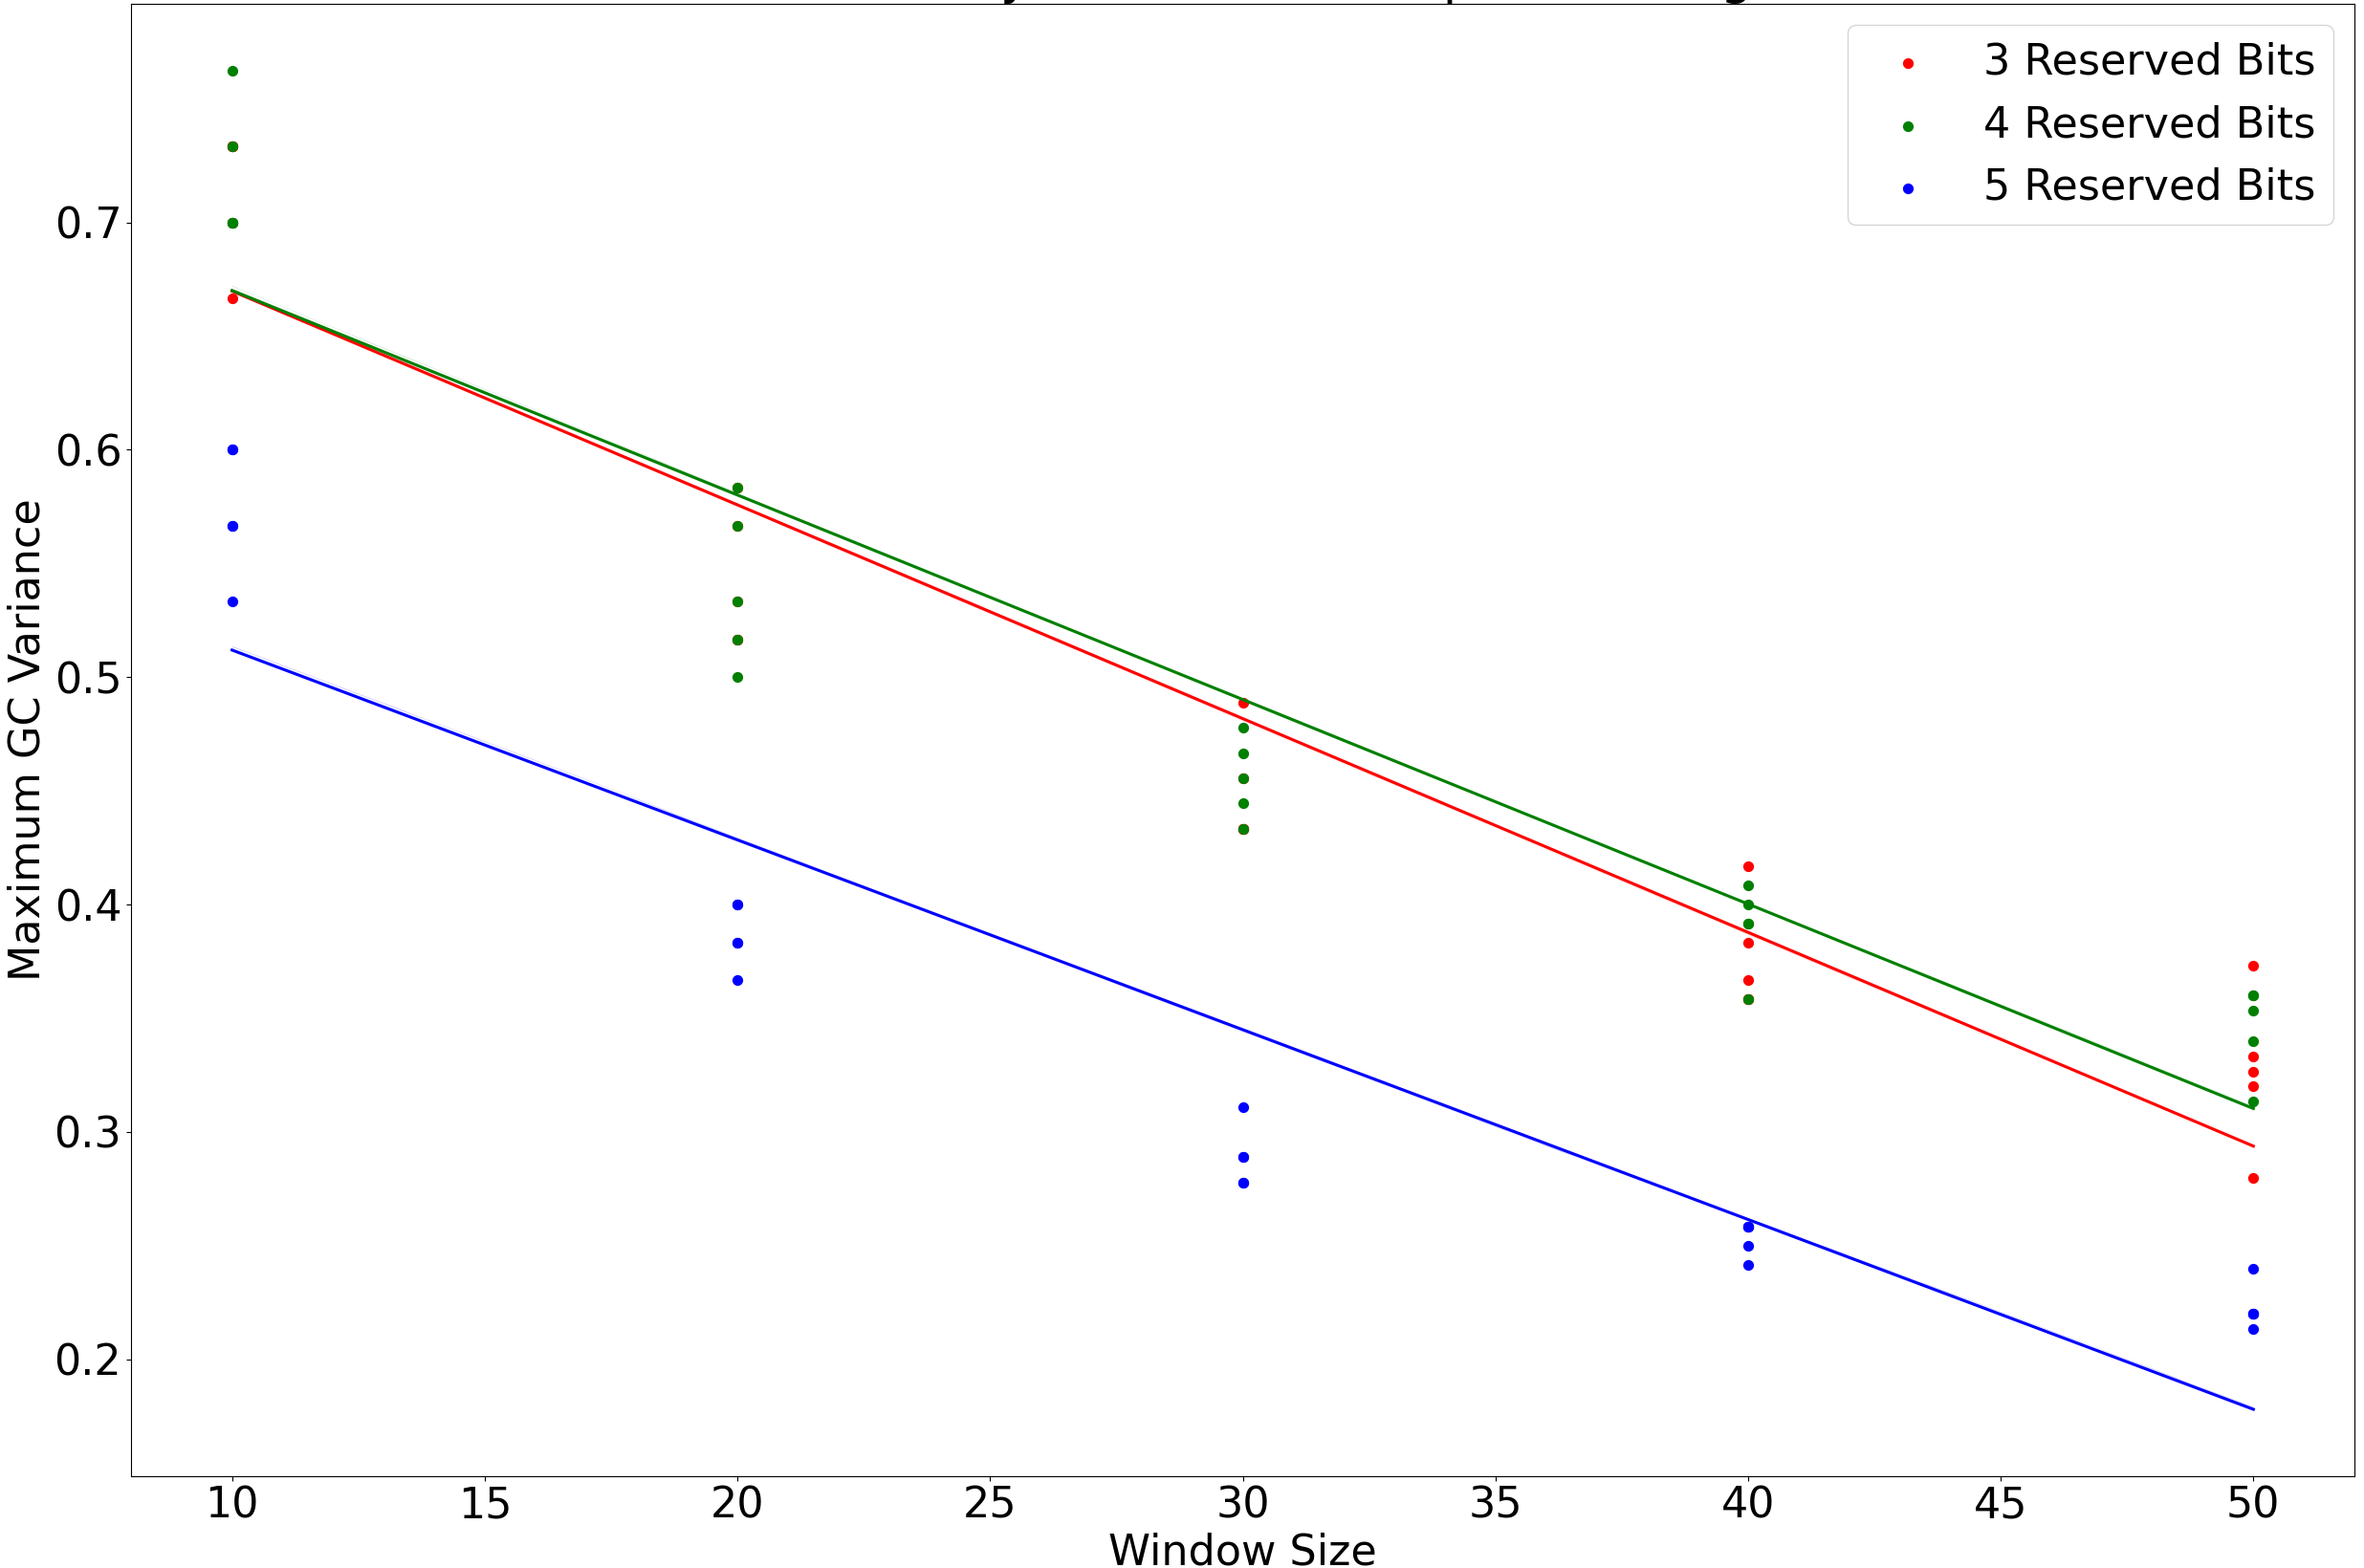 3 Reserved Bits
4 Reserved Bits
5 Reserved Bits
0.7
0.6
0.5
0.4
0.3
0.2
Maximum GC Variance
10 15 20 25 30 35 40 45 50
Window Size